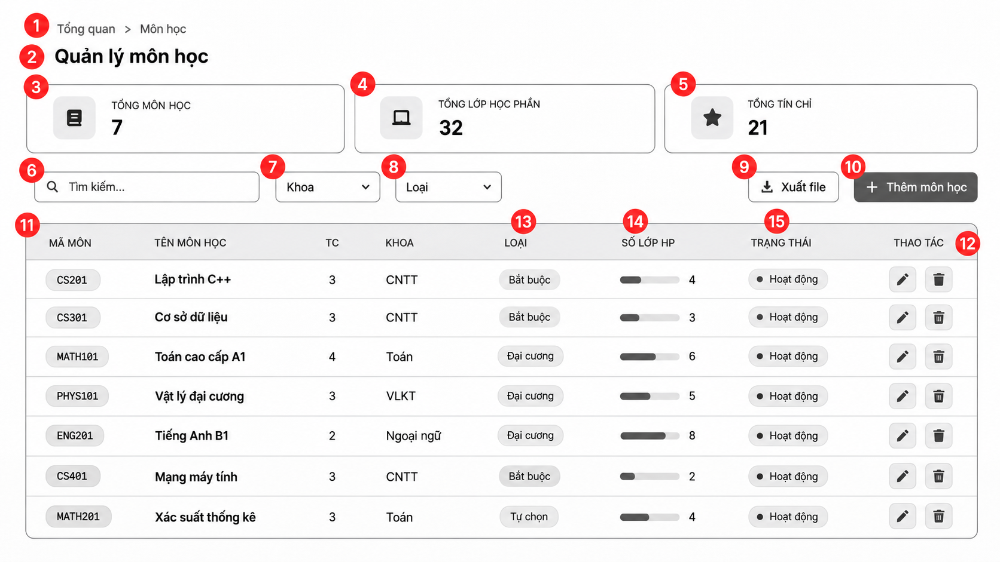 1 Tổng quan > Môn học
2 Quản lý môn học
3 TỔNG MÔN HỌC
7
4 TỔNG LỚP HỌC PHẦN
32
5 TỔNG TÍN CHỈ
21
6 Tìm kiếm...
7 Khoa
8 Loại
9 Xuất file
10 + Thêm môn học
11 13 14 15
MÃ MÔN TÊN MÔN HỌC TC KHOA LOẠI SỐ LỚP HP TRẠNG THÁI THAO TÁC 12
CS201 Lập trình C++ 3 CNTT Bắt buộc 4 Hoạt động
CS301 Cơ sở dữ liệu 3 CNTT Bắt buộc 3 Hoạt động
MATH101 Toán cao cấp A1 4 Toán Đại cương 6 Hoạt động
PHYS101 Vật lý đại cương 3 VLKT Đại cương 5 Hoạt động
ENG201 Tiếng Anh B1 2 Ngoại ngữ Đại cương 8 Hoạt động
CS401 Mạng máy tính 3 CNTT Bắt buộc 2 Hoạt động
MATH201 Xác suất thống kê 3 Toán Tự chọn 4 Hoạt động